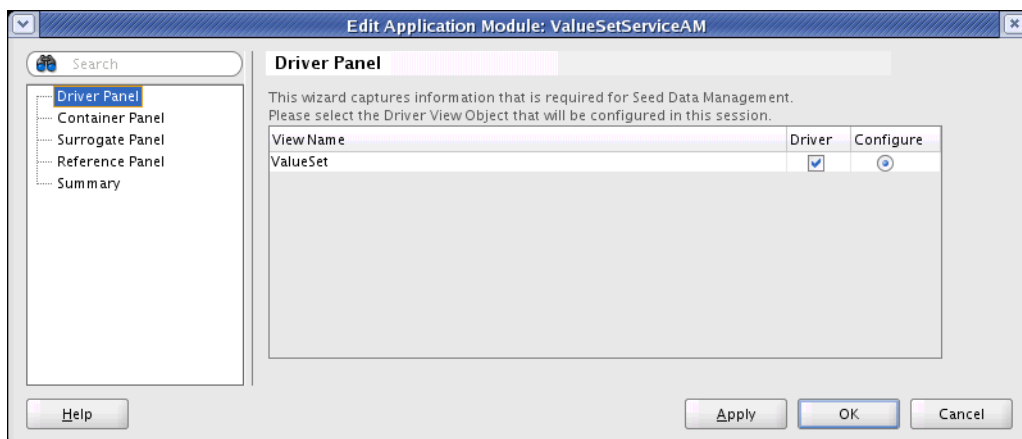 Edit Application Module: ValueSetServiceAM
Search
Driver Panel
Container Panel
Surrogate Panel
Reference Panel
Summary
Driver Panel
This wizard captures information that is required for Seed Data Management.
Please select the Driver View Object that will be configured in this session.
View Name Driver Configure
ValueSet
Help Apply OK Cancel